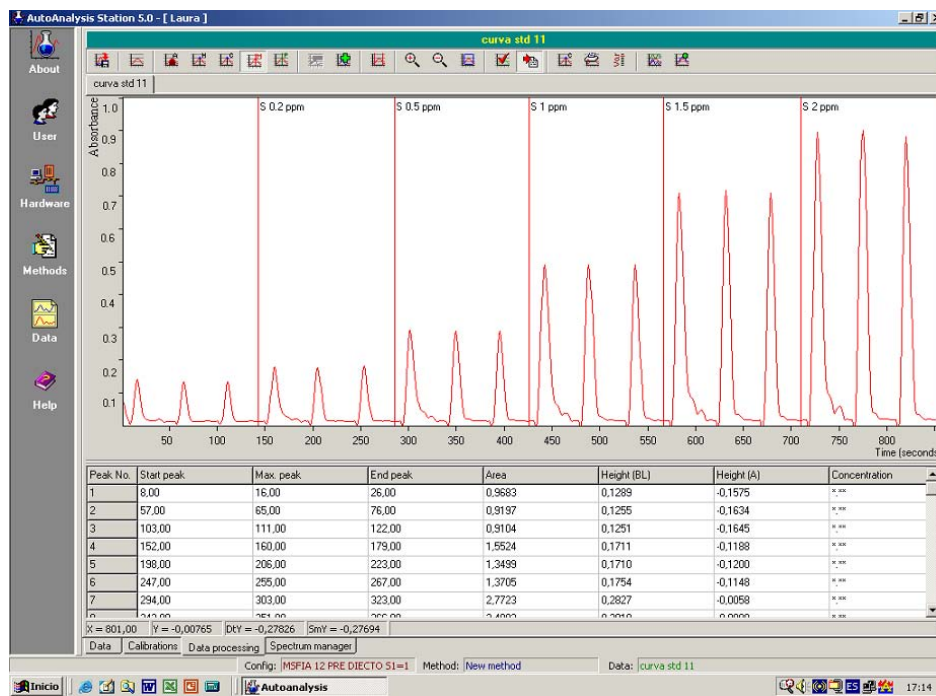 AutoAnalysis Station 5.0 - [ Laura ]
About
User
Hardware
Methods
Data
Help
curva std 11
curva std 11
Absorbance
1.0
0.9
0.8
0.7
0.6
0.5
0.4
0.3
0.2
0.1
S 0.2 ppm
S 0.5 ppm
S 1 ppm
S 1.5 ppm
S 2 ppm
50 100 150 200 250 300 350 400 450 500 550 600 650 700 750 800
Time (seconds
Peak No. Start peak Max. peak End peak Area Height (BL) Height (A) Concentration
1 8,00 16,00 26,00 0,9683 0,1289 -0,1575 *.**
2 57,00 65,00 76,00 0,9197 0,1255 -0,1634 *.**
3 103,00 111,00 122,00 0,9104 0,1251 -0,1645 *.**
4 152,00 160,00 179,00 1,5524 0,1711 -0,1188 *.**
5 198,00 206,00 223,00 1,3499 0,1710 -0,1200 *.**
6 247,00 255,00 267,00 1,3705 0,1754 -0,1148 *.**
7 294,00 303,00 323,00 2,7723 0,2827 -0,0058 *.**
X = 801,00 Y = -0,00765 DtY = -0,27826 SmY = -0,27694
Data Calibrations Data processing Spectrum manager
Config: MSFIA 12 PRE DIECTO S1=1 Method: New method Data: curva std 11
Inicio Autoanalysis ES 17:14